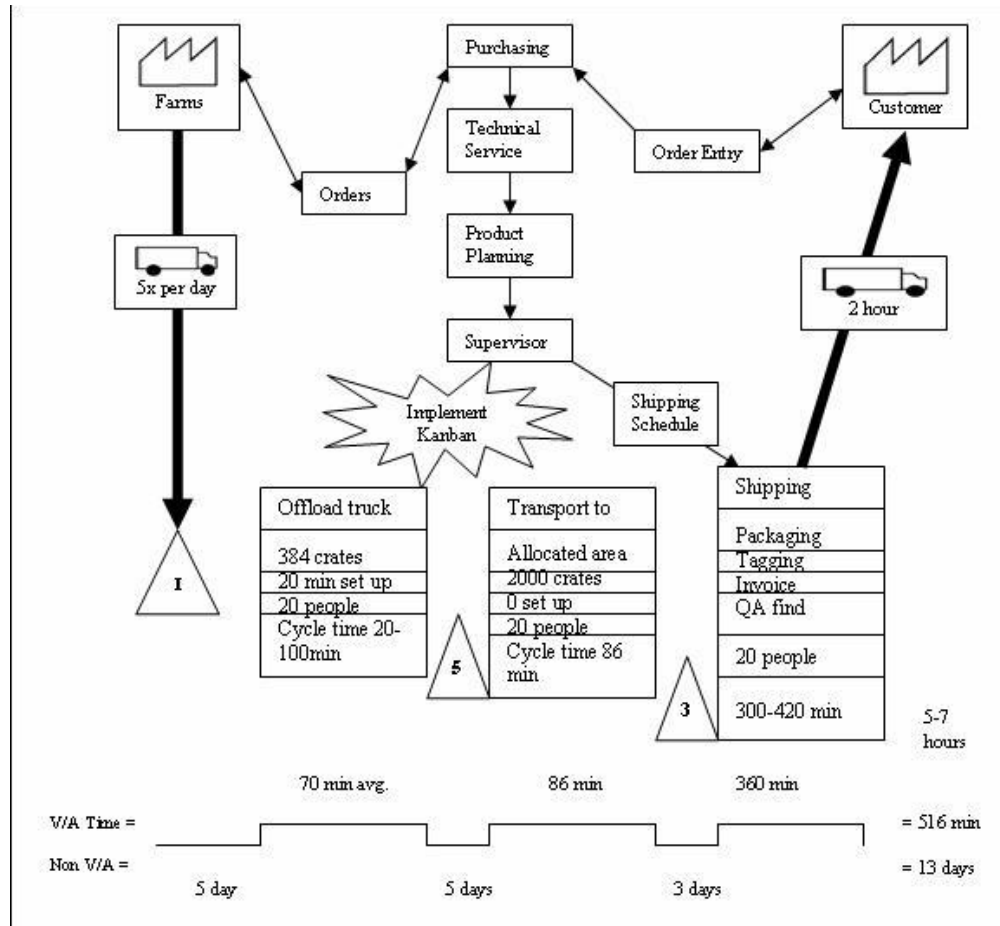 Farms
Purchasing
Customer
Technical
Service
Order Entry
Orders
Product
Planning
5x per day
2 hour
Supervisor
Implement
Kanban
Shipping
Schedule
Offload truck
384 crates
20 min set up
20 people
Cycle time 20-
100min
Transport to
Allocated area
2000 crates
0 set up
20 people
Cycle time 86
min
Shipping
Packaging
Tagging
Invoice
QA find
20 people
300-420 min
I
5
3
5-7
hours
70 min avg.
86 min
360 min
V/A Time =
= 516 min
Non V/A =
= 13 days
5 day
5 days
3 days